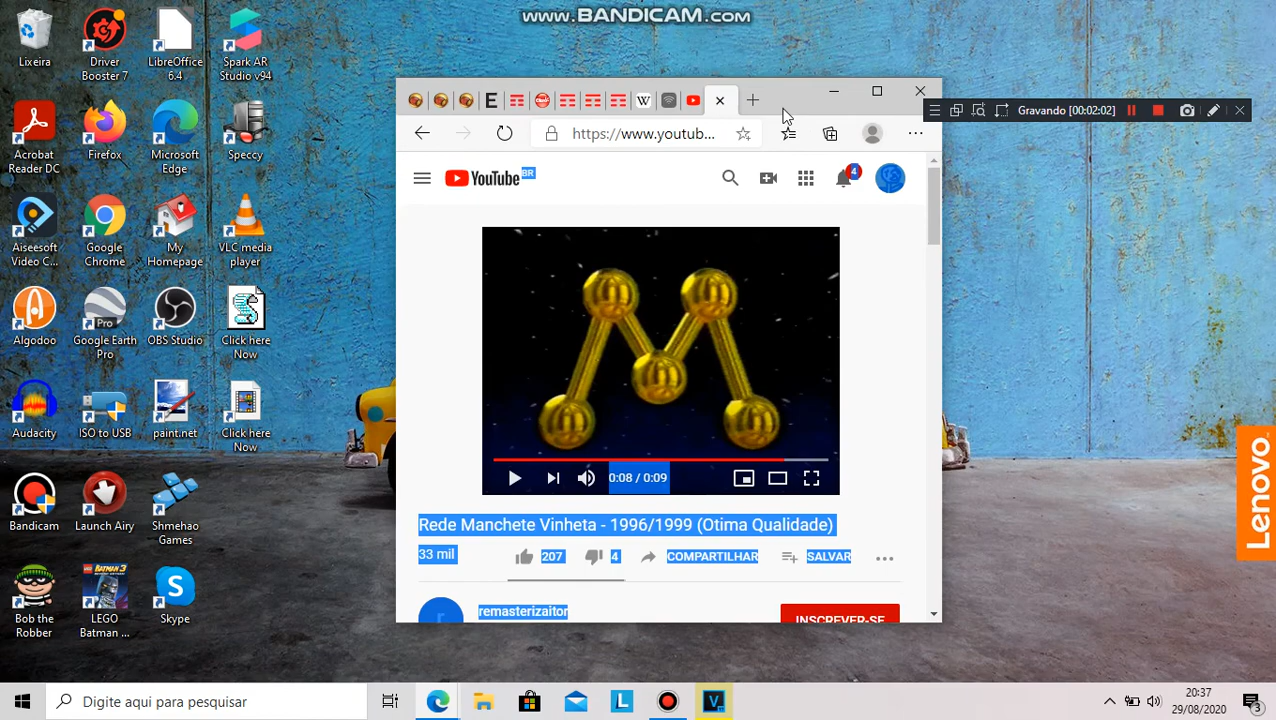 www.BANDICAM.com
Lixeira
Driver
Booster 7
LibreOffice
6.4
Spark AR
Studio v94
Acrobat
Reader DC
Firefox
Microsoft
Edge
Speccy
Aiseesoft
Video C...
Google
Chrome
My
Homepage
VLC media
player
Algodoo
Pro
Google Earth
Pro
OBS Studio
Click here
Now
Audacity
ISO to USB
paint.net
Click here
Now
Bandicam
Launch Airy
Shmehao
Games
Bob the
Robber
LEGO
Batman ...
Skype
E
W
Gravando [00:02:02]
https://www.youtub...
YouTube BR
4
M
0:08 / 0:09
Rede Manchete Vinheta - 1996/1999 (Otima Qualidade)
33 mil
207
4
COMPARTILHAR
SALVAR
remasterizaitor
INSCREVER-SE
Lenovo
Digite aqui para pesquisar
L
V
20:37
29/08/2020
3